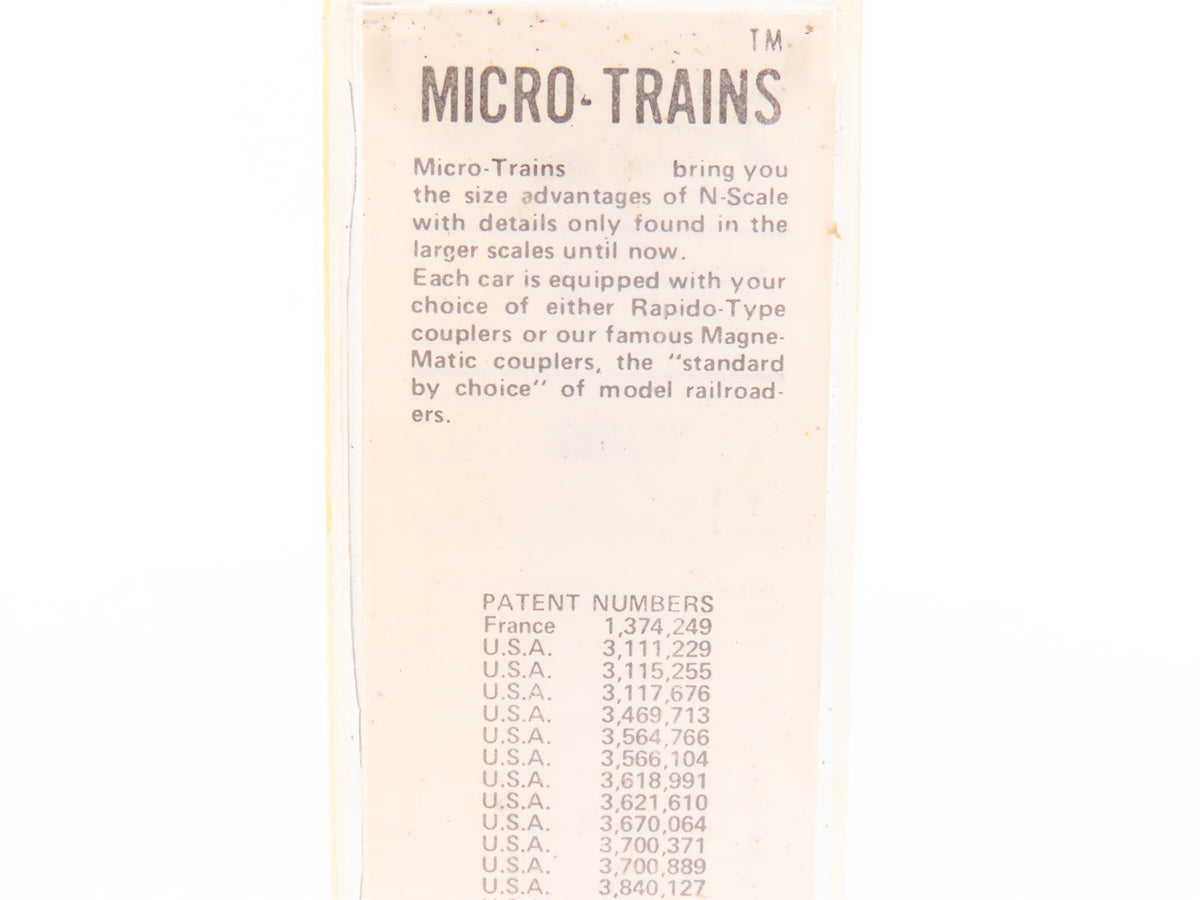 TM
MICRO-TRAINS
Micro-Trains bring you
the size advantages of N-Scale
with details only found in the
larger scales until now.
Each car is equipped with your
choice of either Rapido-Type
couplers or our famous Magne-
Matic couplers, the "standard
by choice" of model railroad-
ers.
PATENT NUMBERS
France 1,374,249
U.S.A. 3,111,229
U.S.A. 3,115,255
U.S.A. 3,117,676
U.S.A. 3,469,713
U.S.A. 3,564,766
U.S.A. 3,566,104
U.S.A. 3,618,991
U.S.A. 3,621,610
U.S.A. 3,670,064
U.S.A. 3,700,371
U.S.A. 3,700,889
U.S.A. 3,840,127